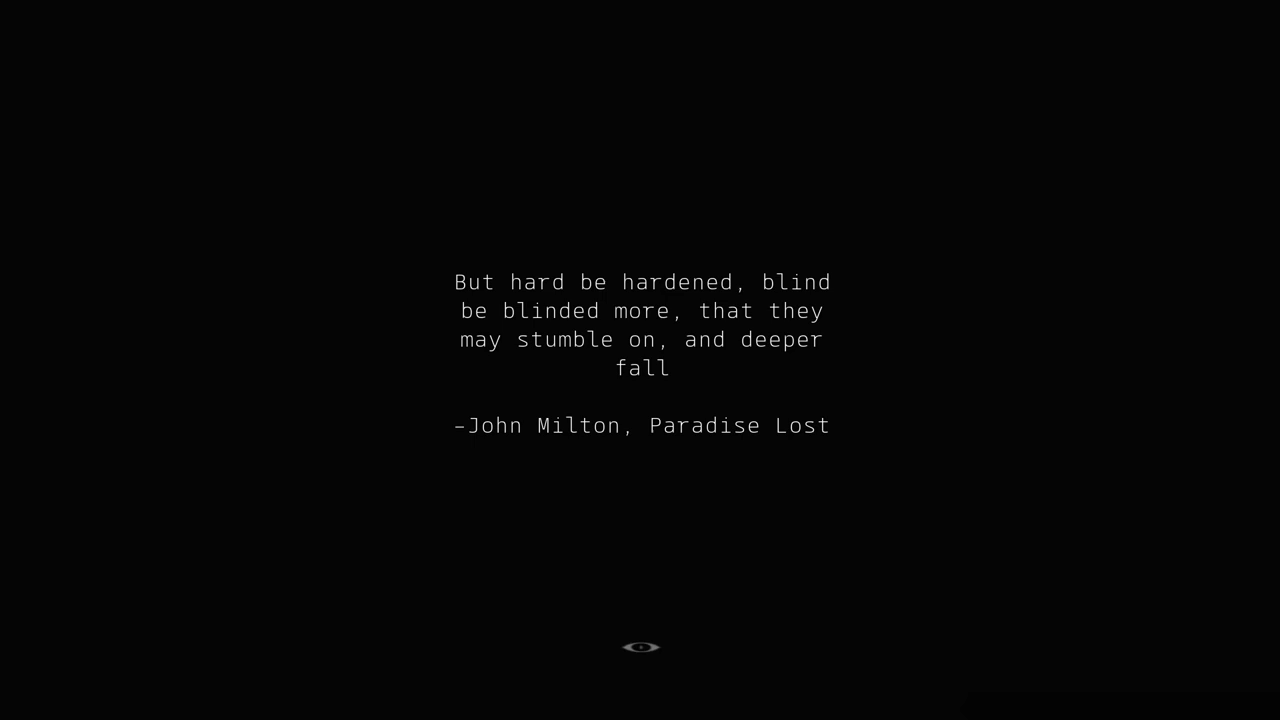 But hard be hardened, blind
be blinded more, that they
may stumble on, and deeper
fall
–John Milton, Paradise Lost